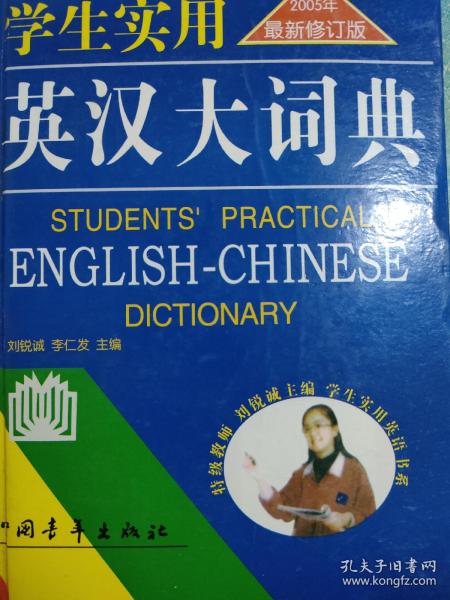 学生实用
2005年
最新修订版
英汉大词典
STUDENTS' PRACTICAL
ENGLISH-CHINESE
DICTIONARY
刘锐诚 李仁发 主编
特级教师 刘锐诚主编 学生实用英语书系
中国青年出版社
孔夫子旧书网
www.kongfz.com